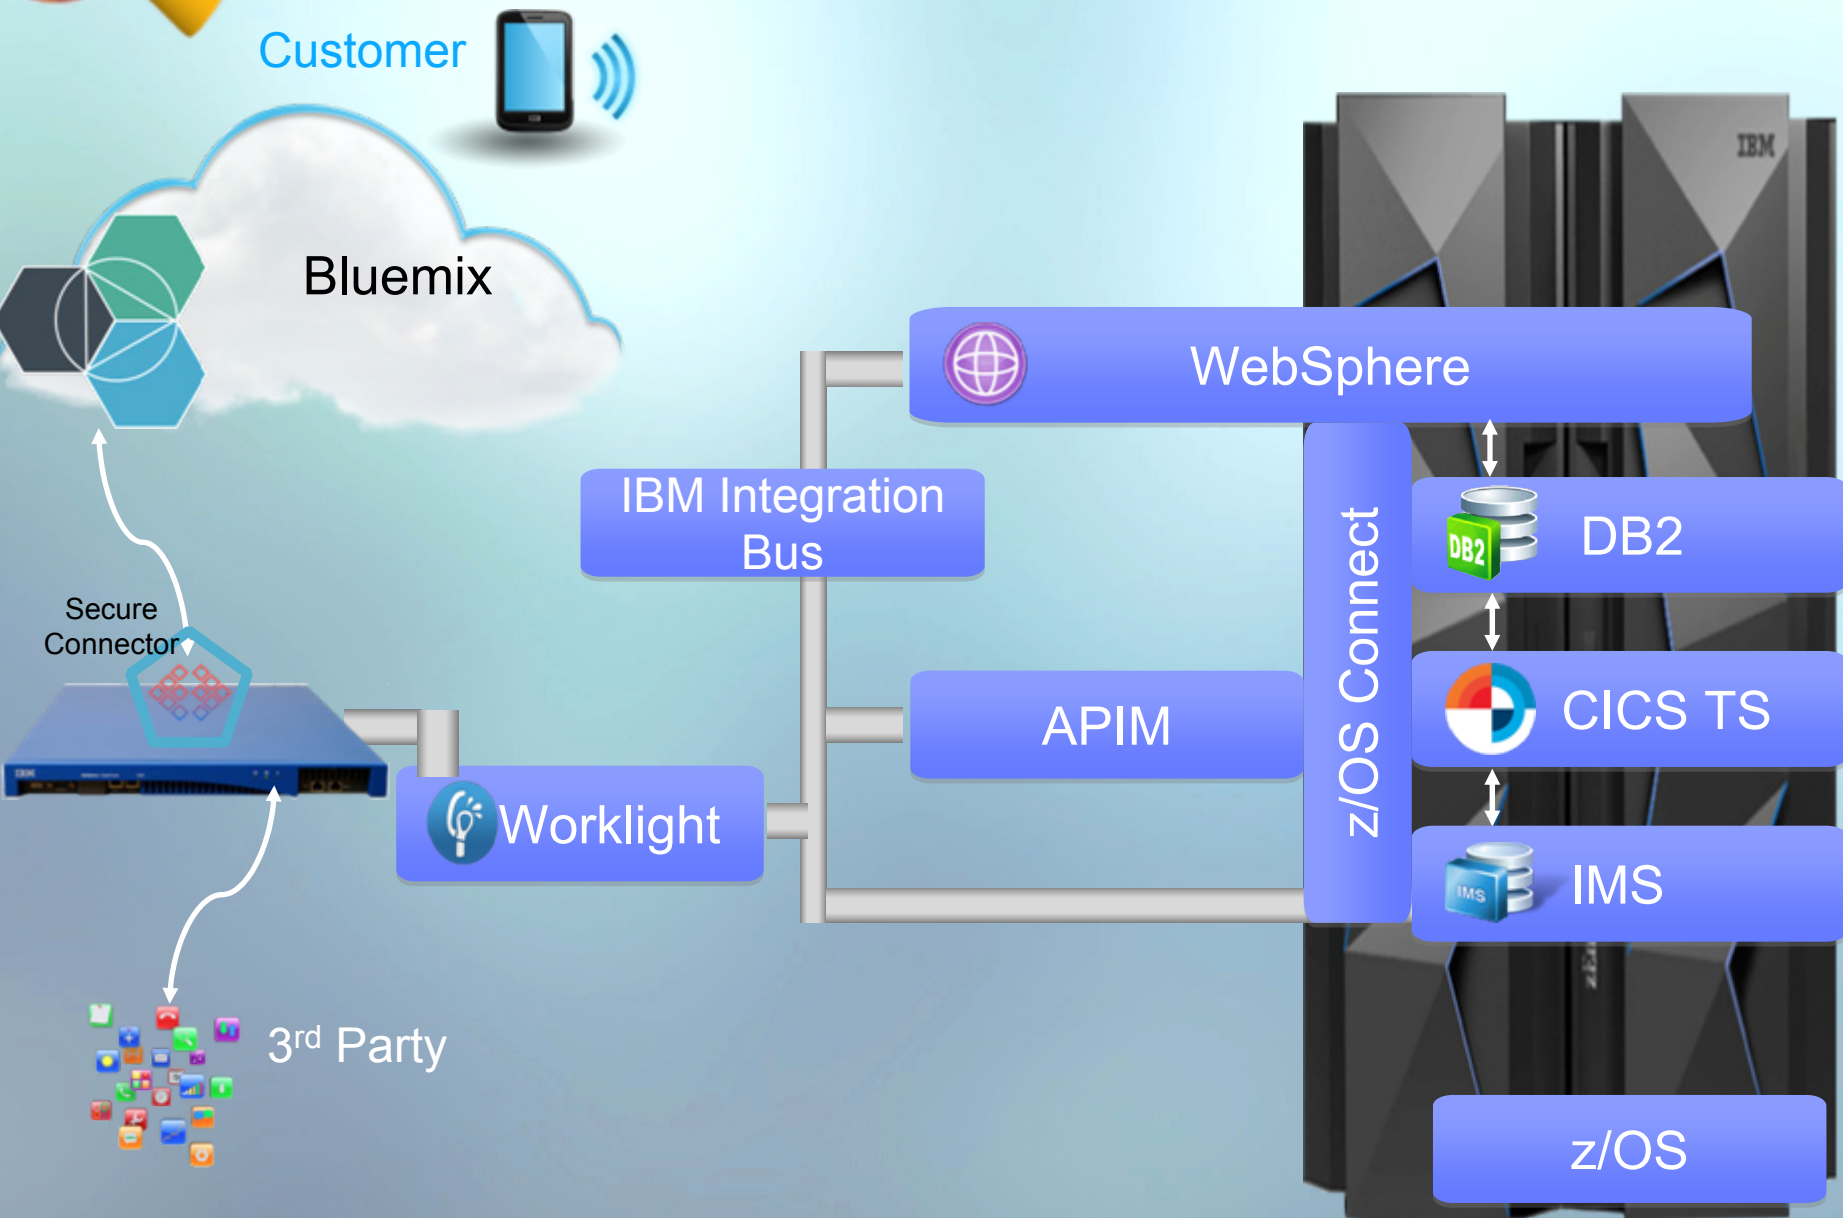 Customer
IBM
Bluemix
WebSphere
IBM Integration
Bus
DB2
DB2
z/OS Connect
Secure
Connector
APIM
CICS TS
IBM
Worklight
IMS
IMS
3rd Party
z/OS